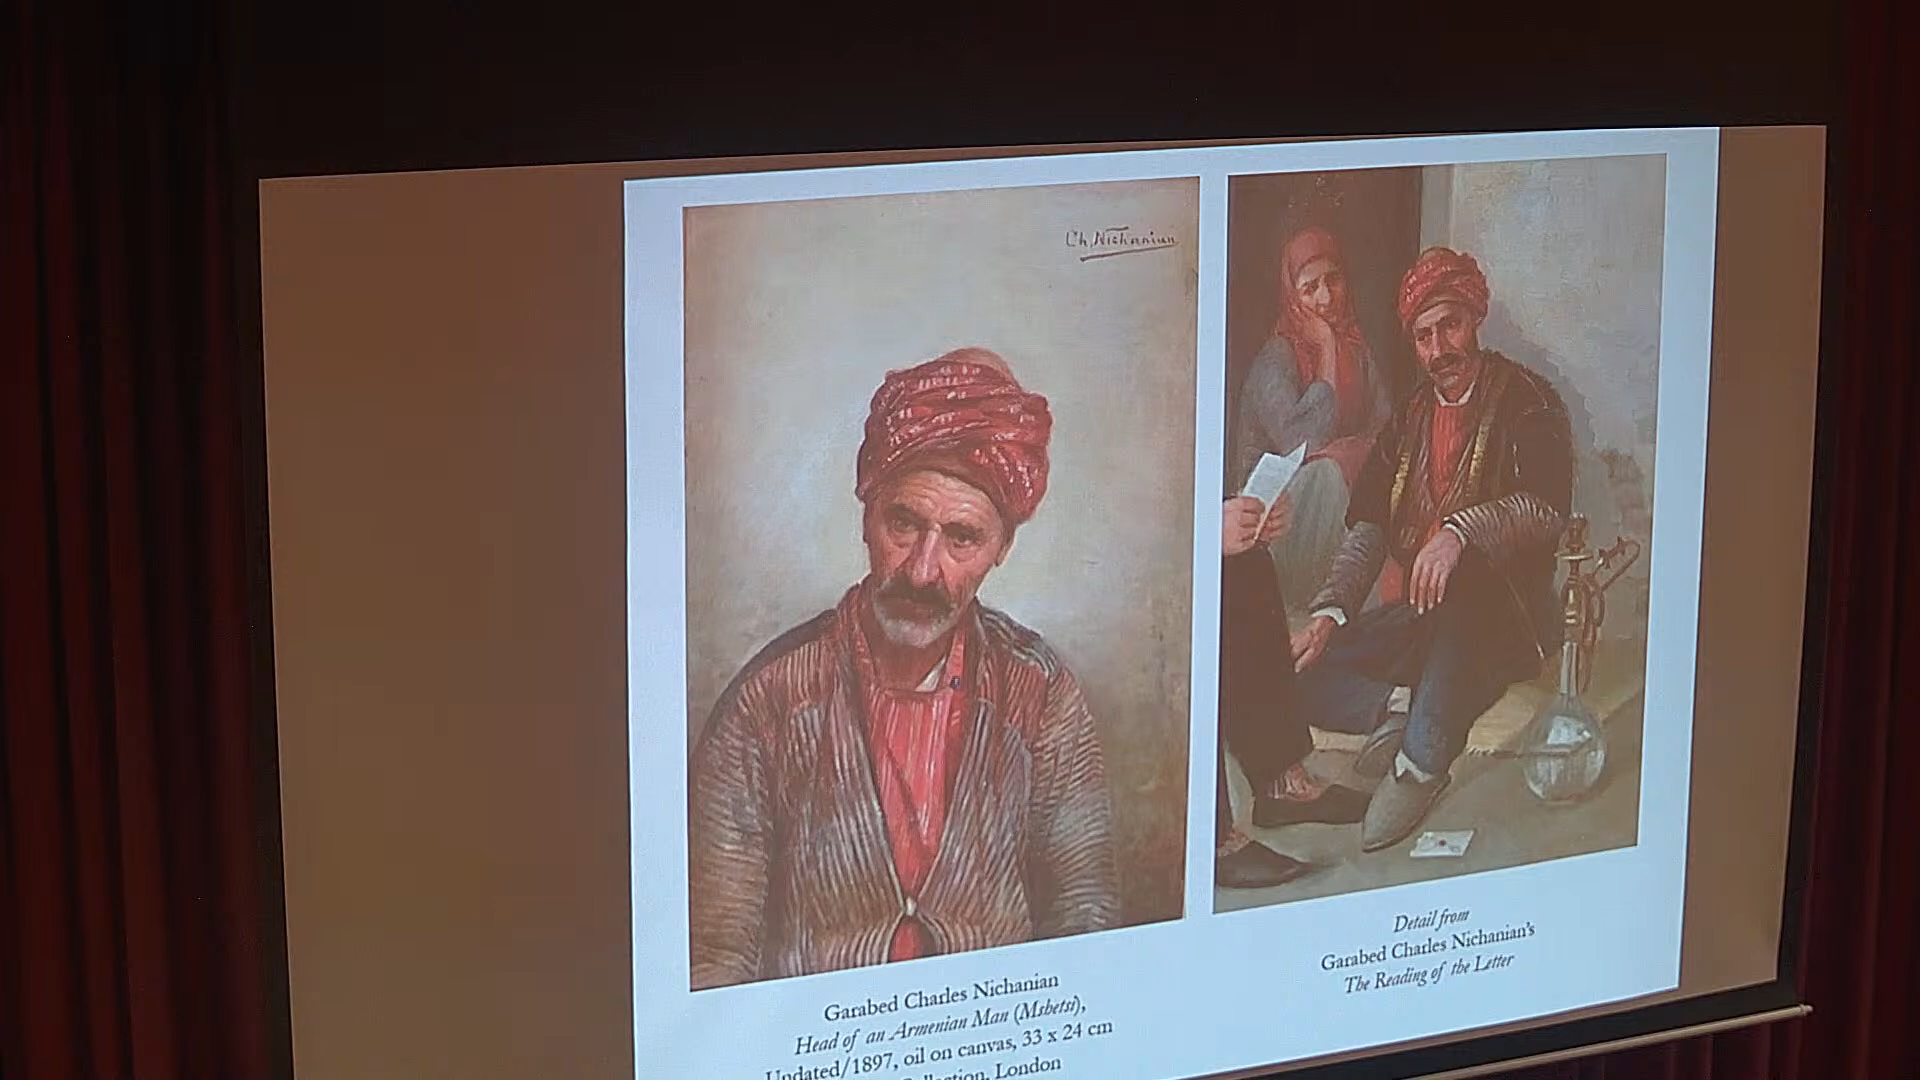 Ch. Nichanian
Garabed Charles Nichanian
Head of an Armenian Man (Mshetsi),
Undated/1897, oil on canvas, 33 x 24 cm
Collection, London
Detail from
Garabed Charles Nichanian's
The Reading of the Letter